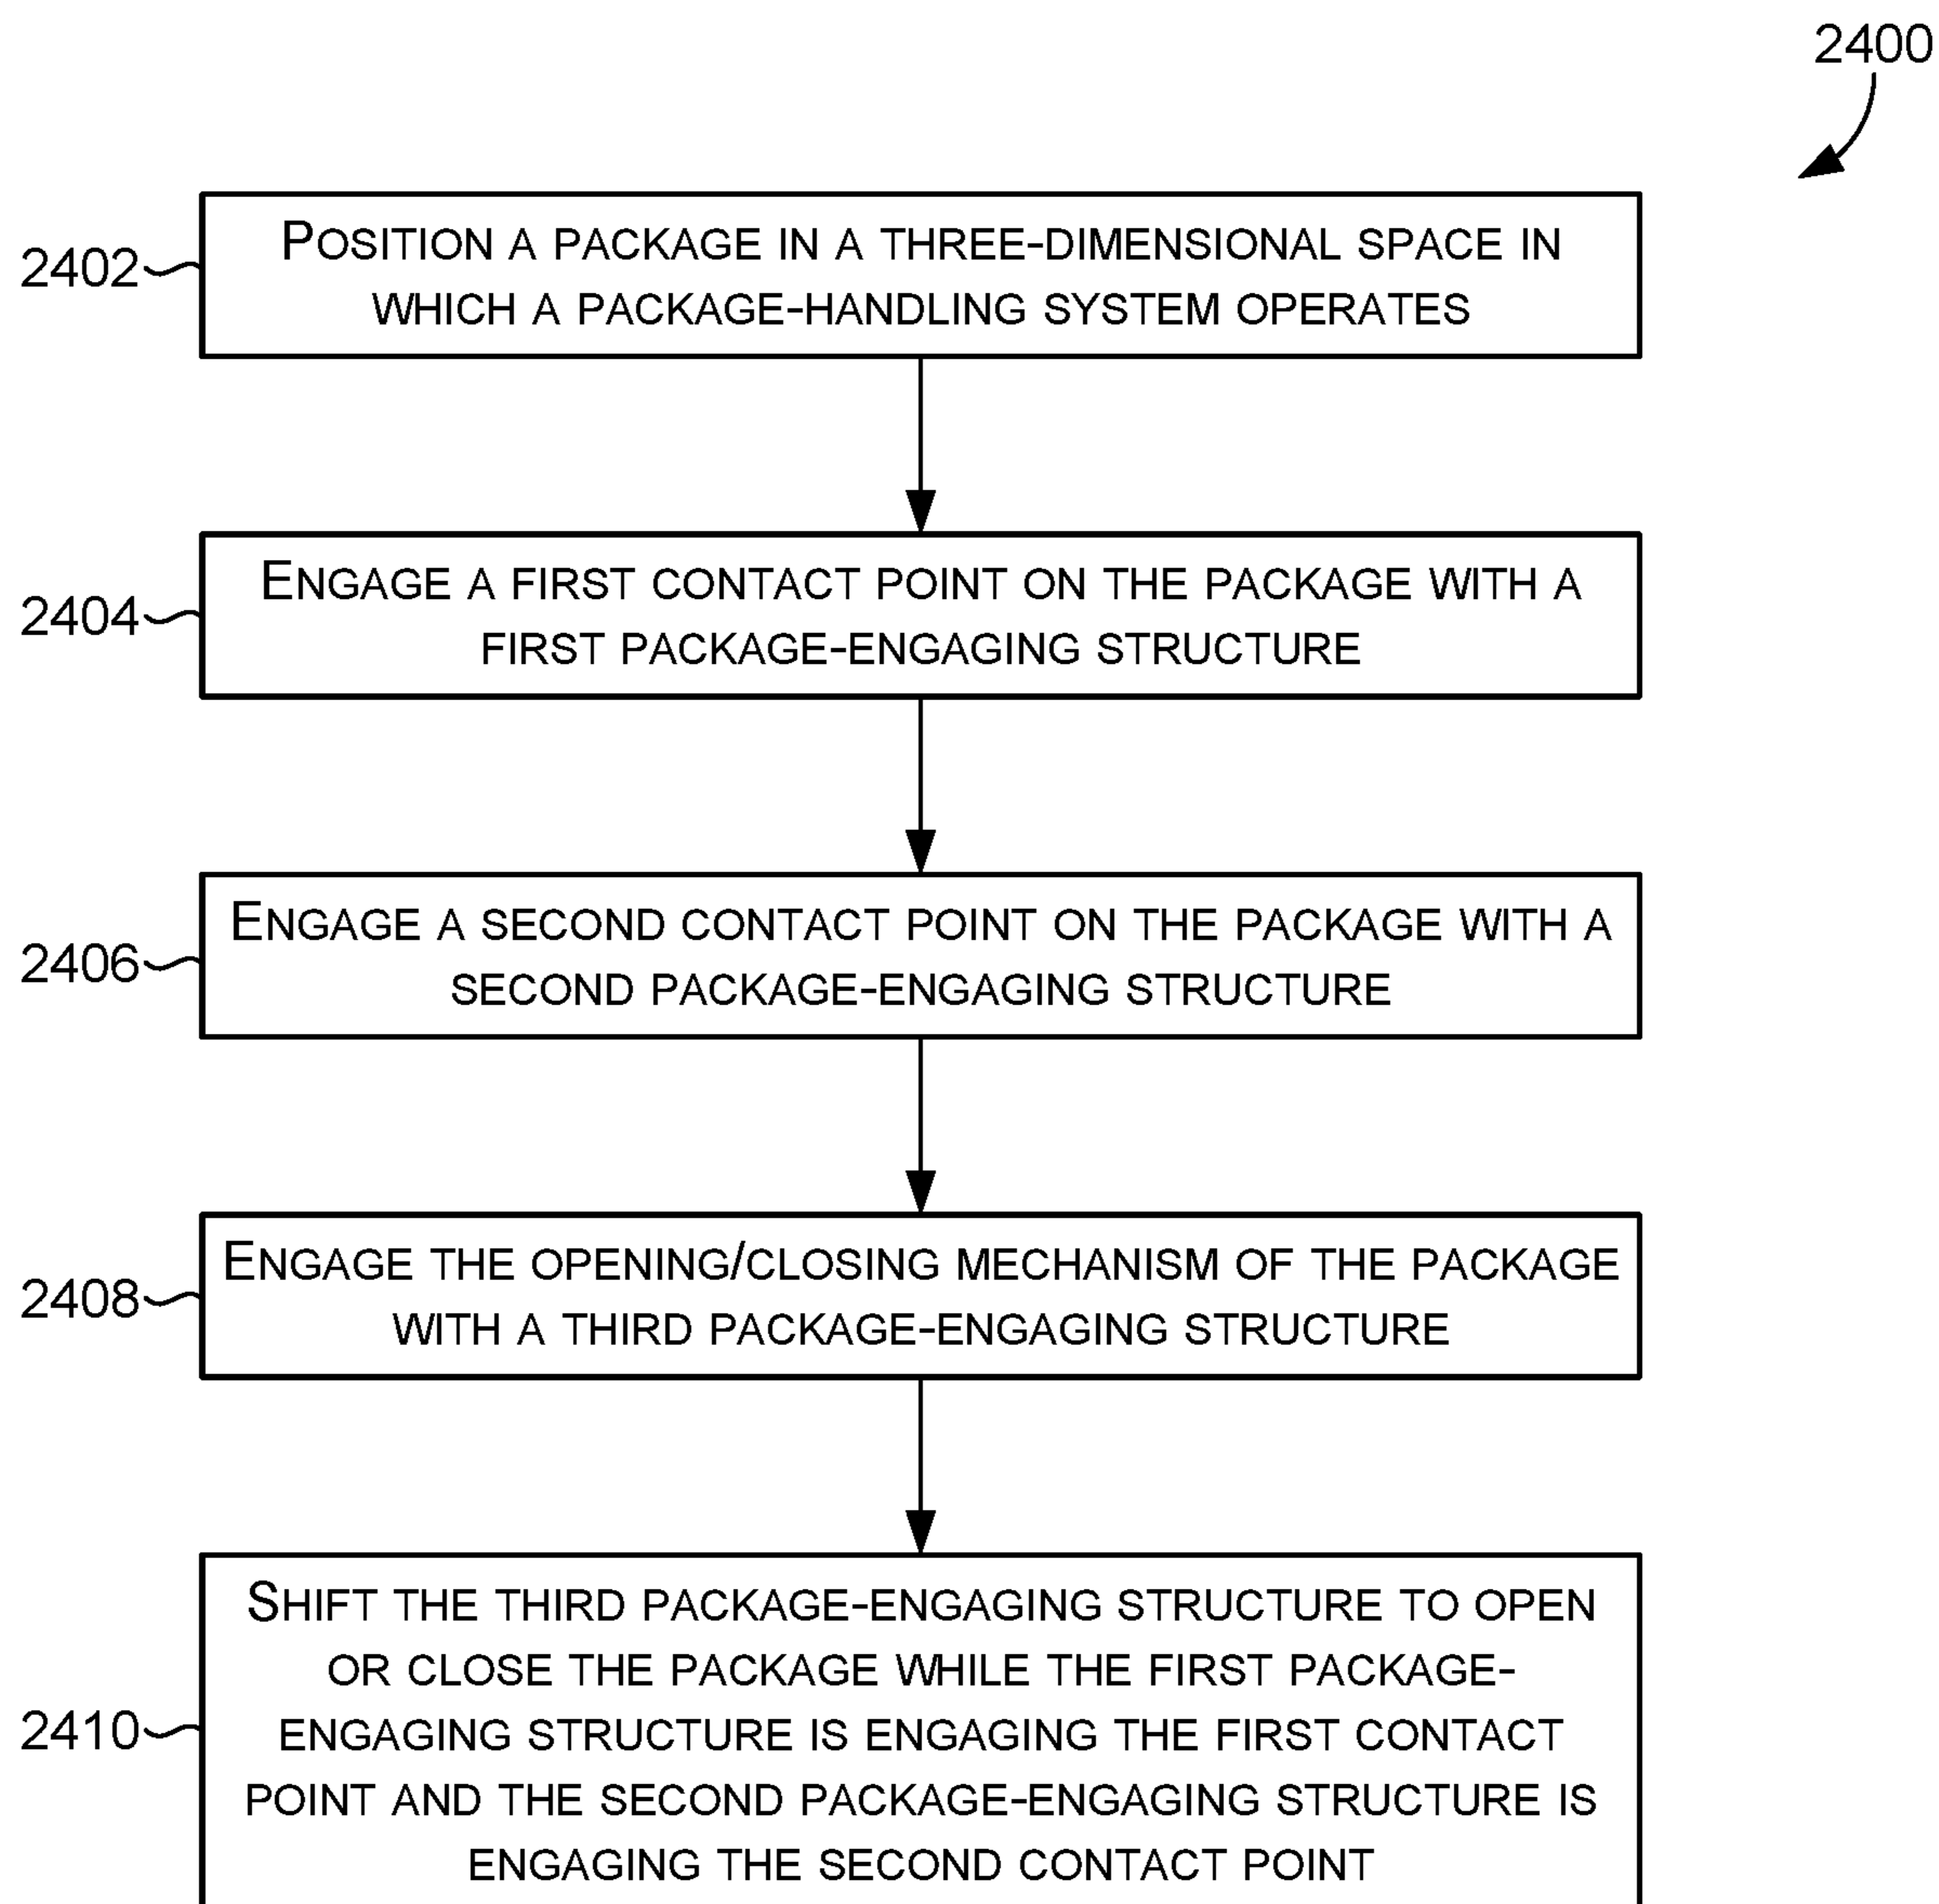 2400
2402
POSITION A PACKAGE IN A THREE-DIMENSIONAL SPACE IN
WHICH A PACKAGE-HANDLING SYSTEM OPERATES
2404
ENGAGE A FIRST CONTACT POINT ON THE PACKAGE WITH A
FIRST PACKAGE-ENGAGING STRUCTURE
2406
ENGAGE A SECOND CONTACT POINT ON THE PACKAGE WITH A
SECOND PACKAGE-ENGAGING STRUCTURE
2408
ENGAGE THE OPENING/CLOSING MECHANISM OF THE PACKAGE
WITH A THIRD PACKAGE-ENGAGING STRUCTURE
2410
SHIFT THE THIRD PACKAGE-ENGAGING STRUCTURE TO OPEN
OR CLOSE THE PACKAGE WHILE THE FIRST PACKAGE-
ENGAGING STRUCTURE IS ENGAGING THE FIRST CONTACT
POINT AND THE SECOND PACKAGE-ENGAGING STRUCTURE IS
ENGAGING THE SECOND CONTACT POINT